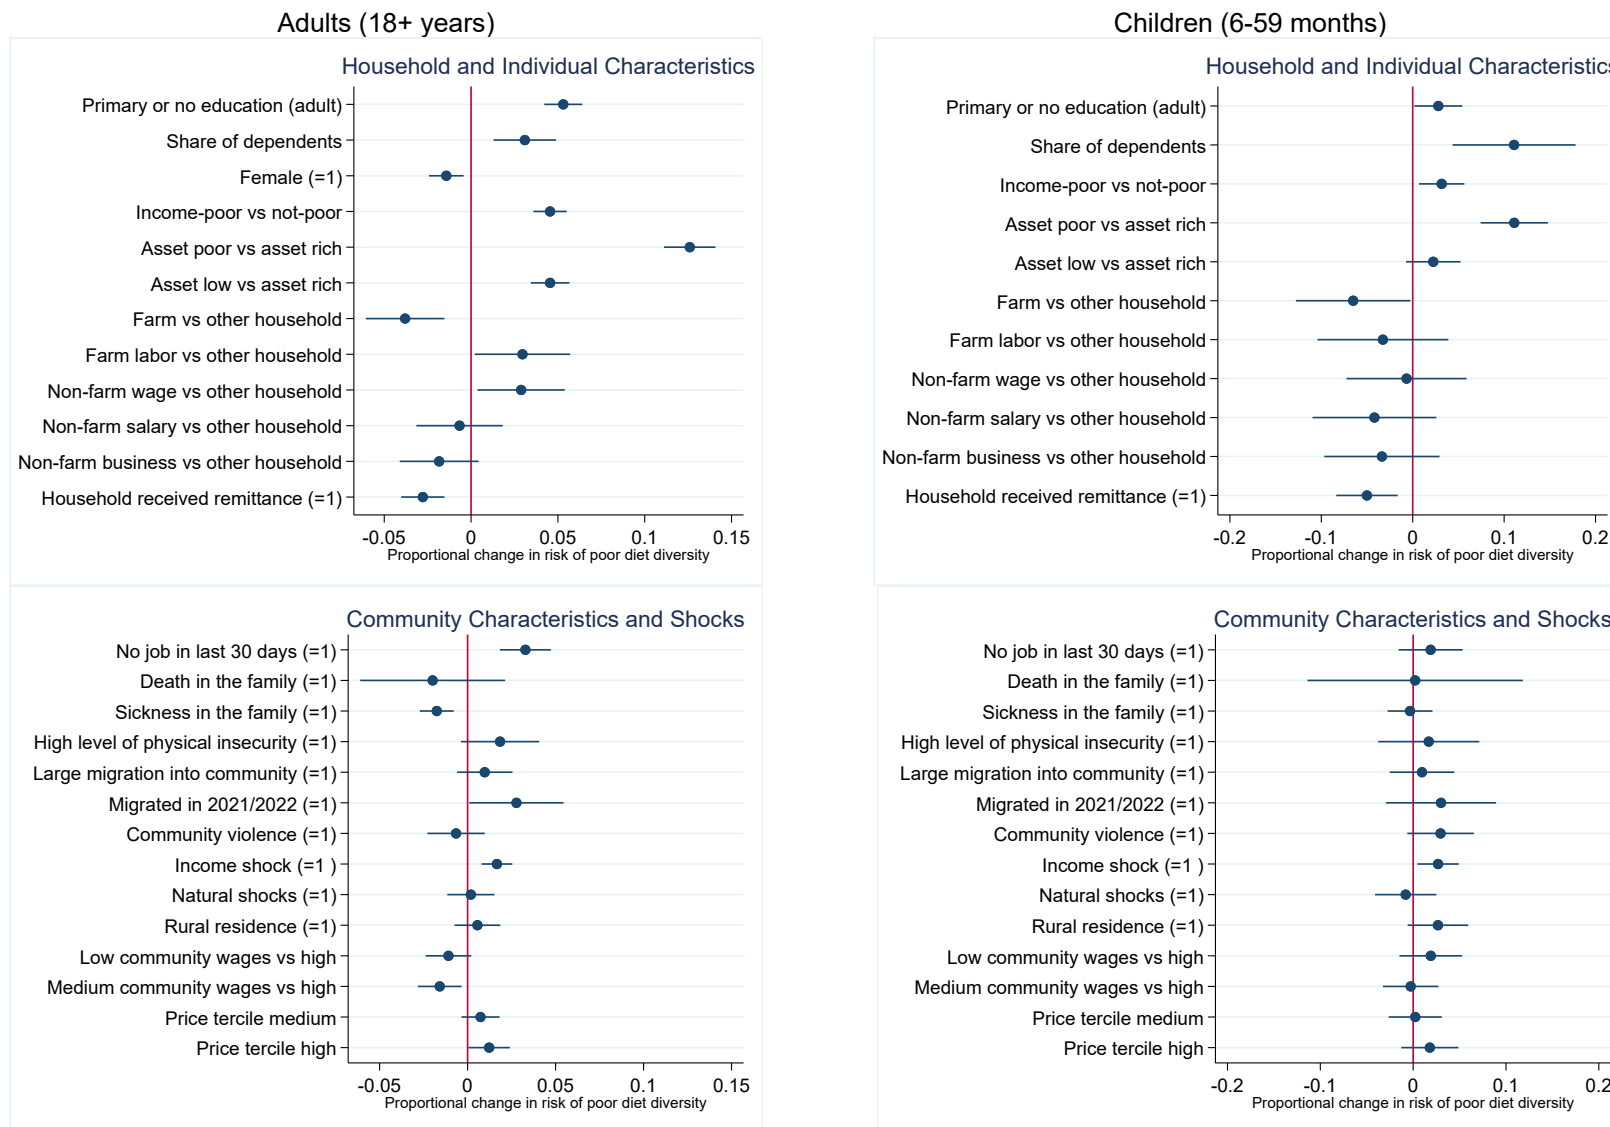 Adults (18+ years)
Household and Individual Characteristics
Primary or no education (adult)
Share of dependents
Female (=1)
Income-poor vs not-poor
Asset poor vs asset rich
Asset low vs asset rich
Farm vs other household
Farm labor vs other household
Non-farm wage vs other household
Non-farm salary vs other household
Non-farm business vs other household
Household received remittance (=1)
-0.05 0 0.05 0.1 0.15
Proportional change in risk of poor diet diversity
Children (6-59 months)
Household and Individual Characteristics
Primary or no education (adult)
Share of dependents
Income-poor vs not-poor
Asset poor vs asset rich
Asset low vs asset rich
Farm vs other household
Farm labor vs other household
Non-farm wage vs other household
Non-farm salary vs other household
Non-farm business vs other household
Household received remittance (=1)
-0.2 -0.1 0 0.1 0.2
Proportional change in risk of poor diet diversity
Community Characteristics and Shocks
No job in last 30 days (=1)
Death in the family (=1)
Sickness in the family (=1)
High level of physical insecurity (=1)
Large migration into community (=1)
Migrated in 2021/2022 (=1)
Community violence (=1)
Income shock (=1 )
Natural shocks (=1)
Rural residence (=1)
Low community wages vs high
Medium community wages vs high
Price tercile medium
Price tercile high
-0.05 0 0.05 0.1 0.15
Proportional change in risk of poor diet diversity
Community Characteristics and Shocks
No job in last 30 days (=1)
Death in the family (=1)
Sickness in the family (=1)
High level of physical insecurity (=1)
Large migration into community (=1)
Migrated in 2021/2022 (=1)
Community violence (=1)
Income shock (=1 )
Natural shocks (=1)
Rural residence (=1)
Low community wages vs high
Medium community wages vs high
Price tercile medium
Price tercile high
-0.2 -0.1 0 0.1 0.2
Proportional change in risk of poor diet diversity